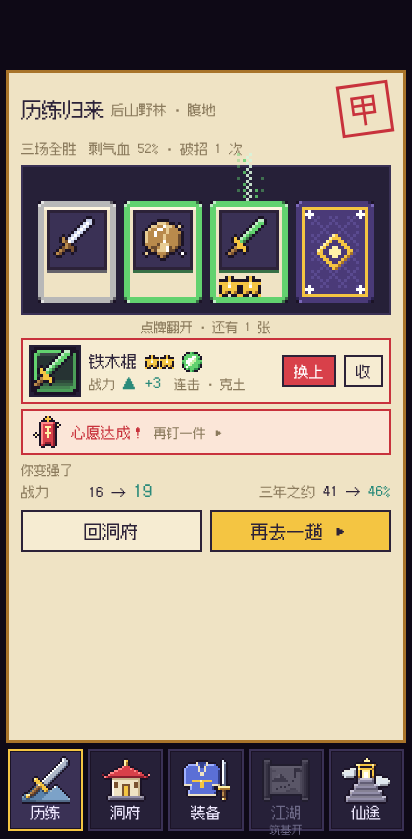 历练归来 后山野林 · 腹地
甲
三场全胜 剩气血 52% · 破招 1 次
点牌翻开 · 还有 1 张
铁木棍
战力 ▲ +3 连击 · 克土
换上
收
心愿达成！ 再钉一件 ▸
你变强了
战力 16 → 19
三年之约 41 → 46%
回洞府
再去一趟 ▸
历练
洞府
装备
江湖
筑基开
仙途